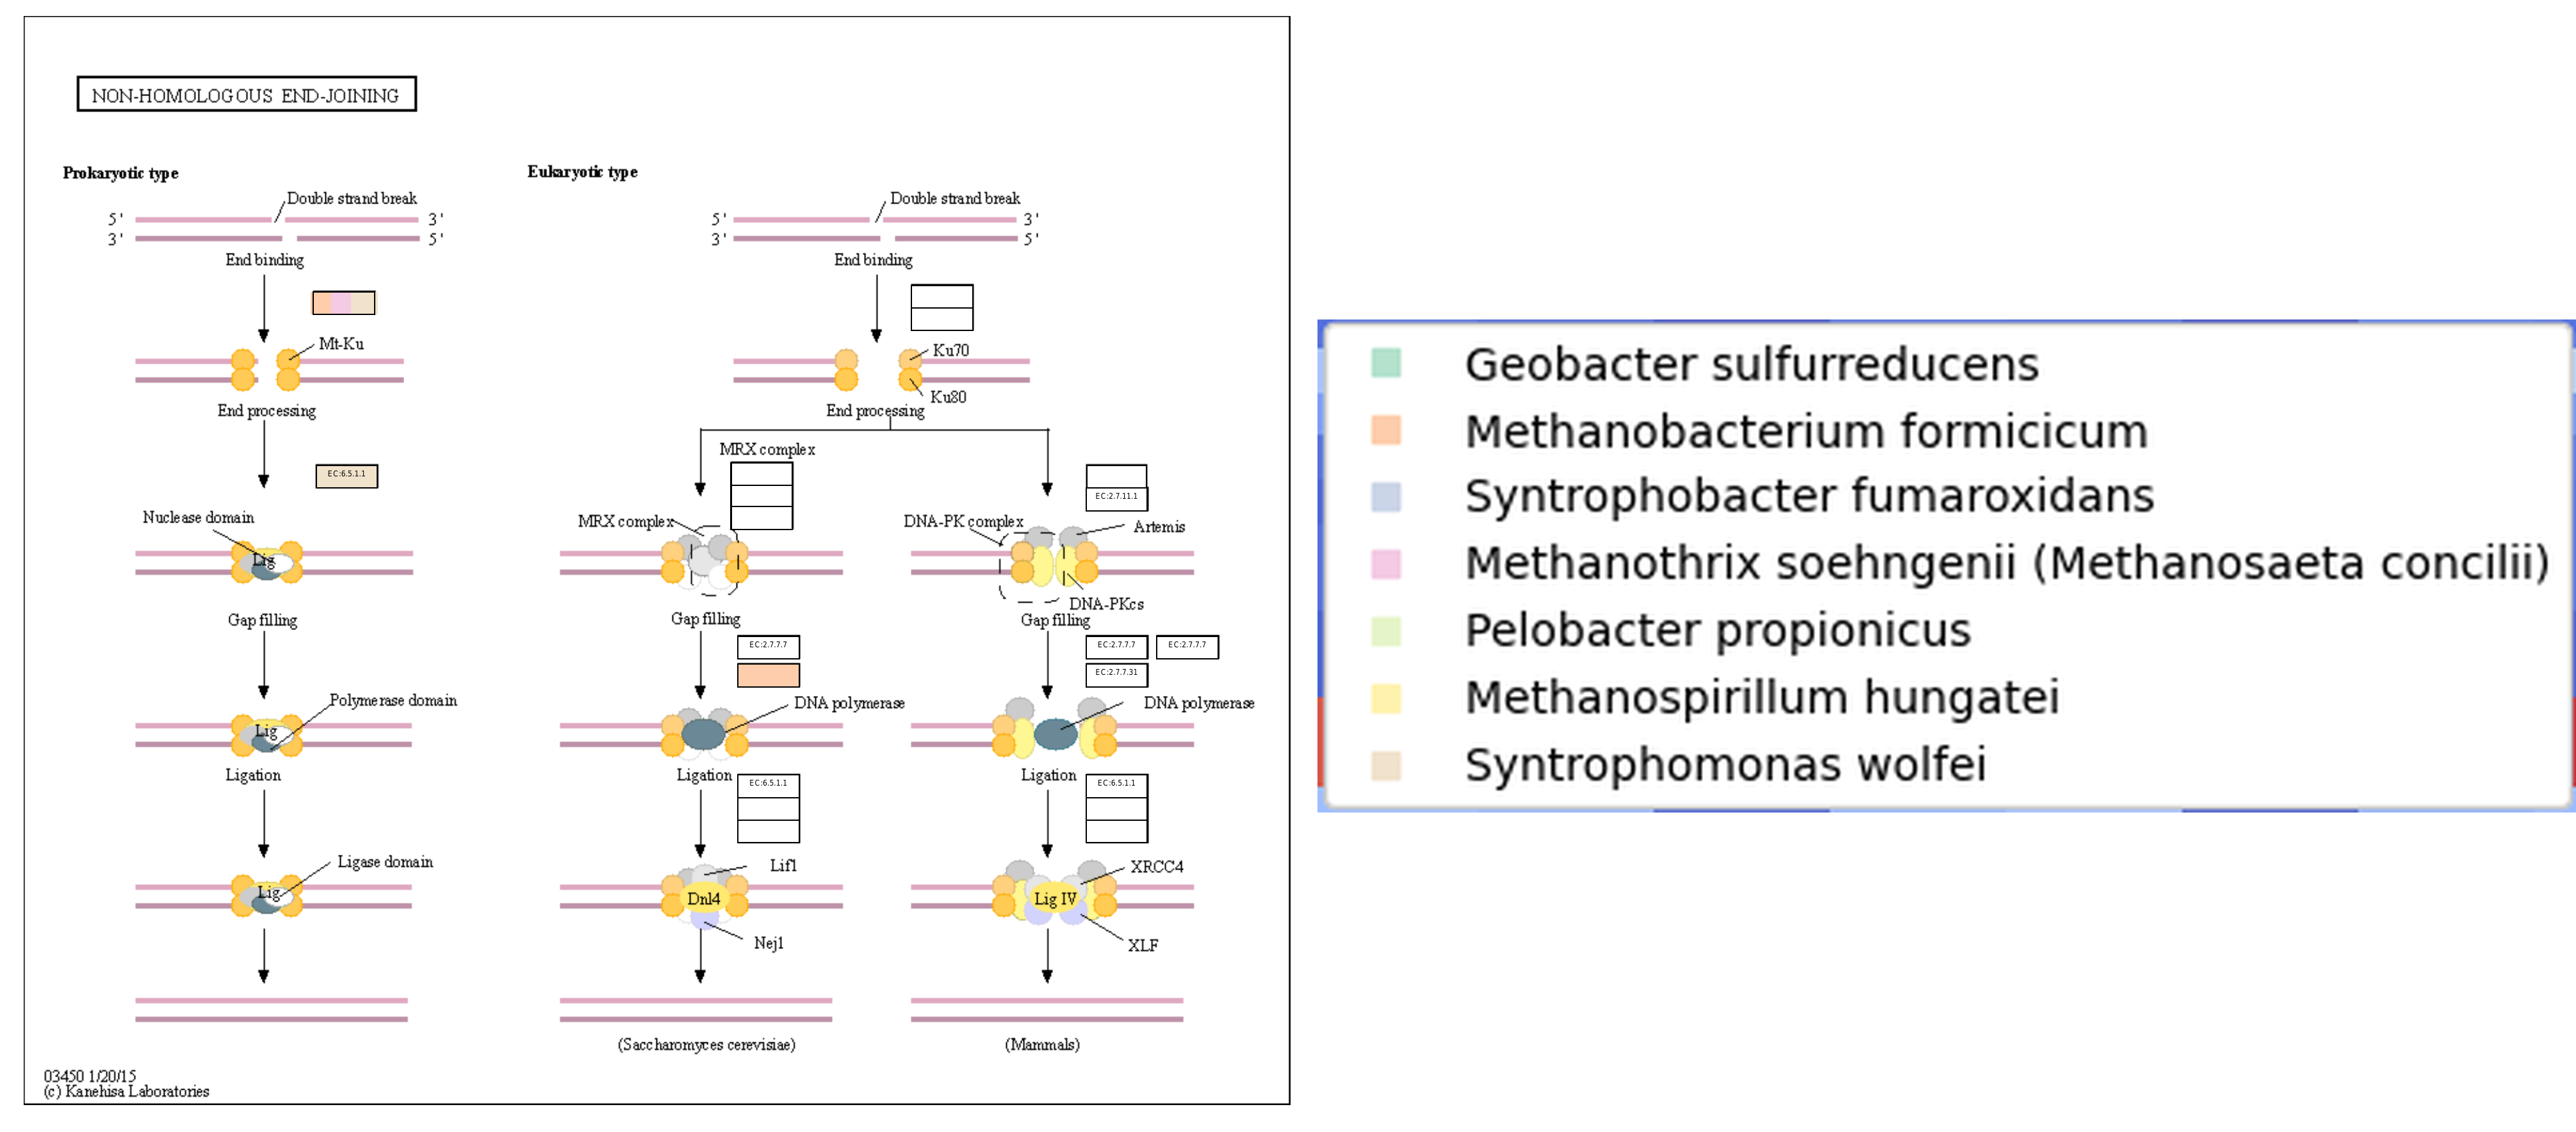 NON-HOMOLOGOUS END-JOINING
Prokaryotic type
Double strand break
5' 3'
3' 5'
End binding
Mt-Ku
End processing
EC:6.5.1.1
Nuclease domain
Lig
Gap filling
Polymerase domain
Lig
Ligation
Ligase domain
Lig
Eukaryotic type
Double strand break
5' 3'
3' 5'
End binding
Ku70
Ku80
End processing
MRX complex
MRX complex
Gap filling
EC:2.7.7.7
DNA polymerase
Ligation
EC:6.5.1.1
Lif1
Dnl4
Nej1
(Saccharomyces cerevisiae)
EC:2.7.11.1
DNA-PK complex
Artemis
DNA-PKcs
Gap filling
EC:2.7.7.7 EC:2.7.7.7
EC:2.7.7.31
DNA polymerase
Ligation
EC:6.5.1.1
XRCC4
Lig IV
XLF
(Mammals)
03450 1/20/15
(c) Kanehisa Laboratories
Geobacter sulfurreducens
Methanobacterium formicicum
Syntrophobacter fumaroxidans
Methanothrix soehngenii (Methanosaeta concilii)
Pelobacter propionicus
Methanospirillum hungatei
Syntrophomonas wolfei